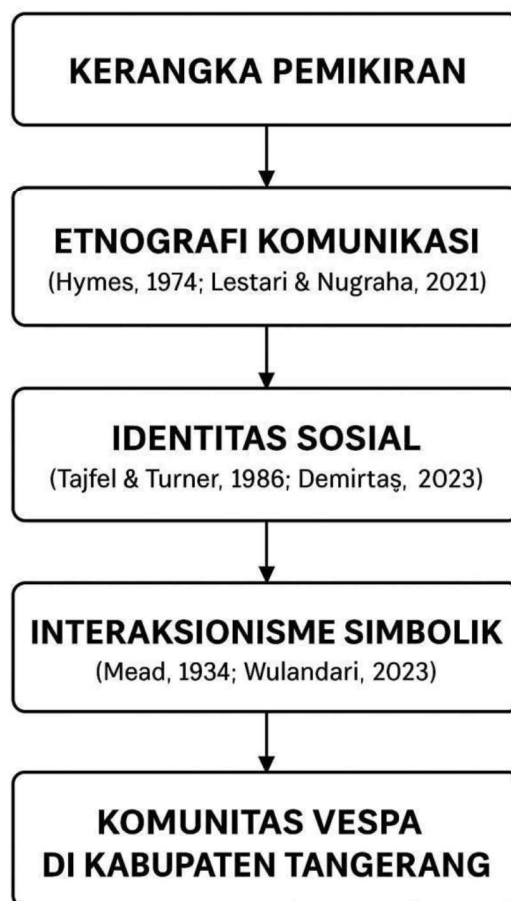 KERANGKA PEMIKIRAN
ETNOGRAFI KOMUNIKASI
(Hymes, 1974; Lestari & Nugraha, 2021)
IDENTITAS SOSIAL
(Tajfel & Turner, 1986; Demirtaş, 2023)
INTERAKSIONISME SIMBOLIK
(Mead, 1934; Wulandari, 2023)
KOMUNITAS VESPA
DI KABUPATEN TANGERANG